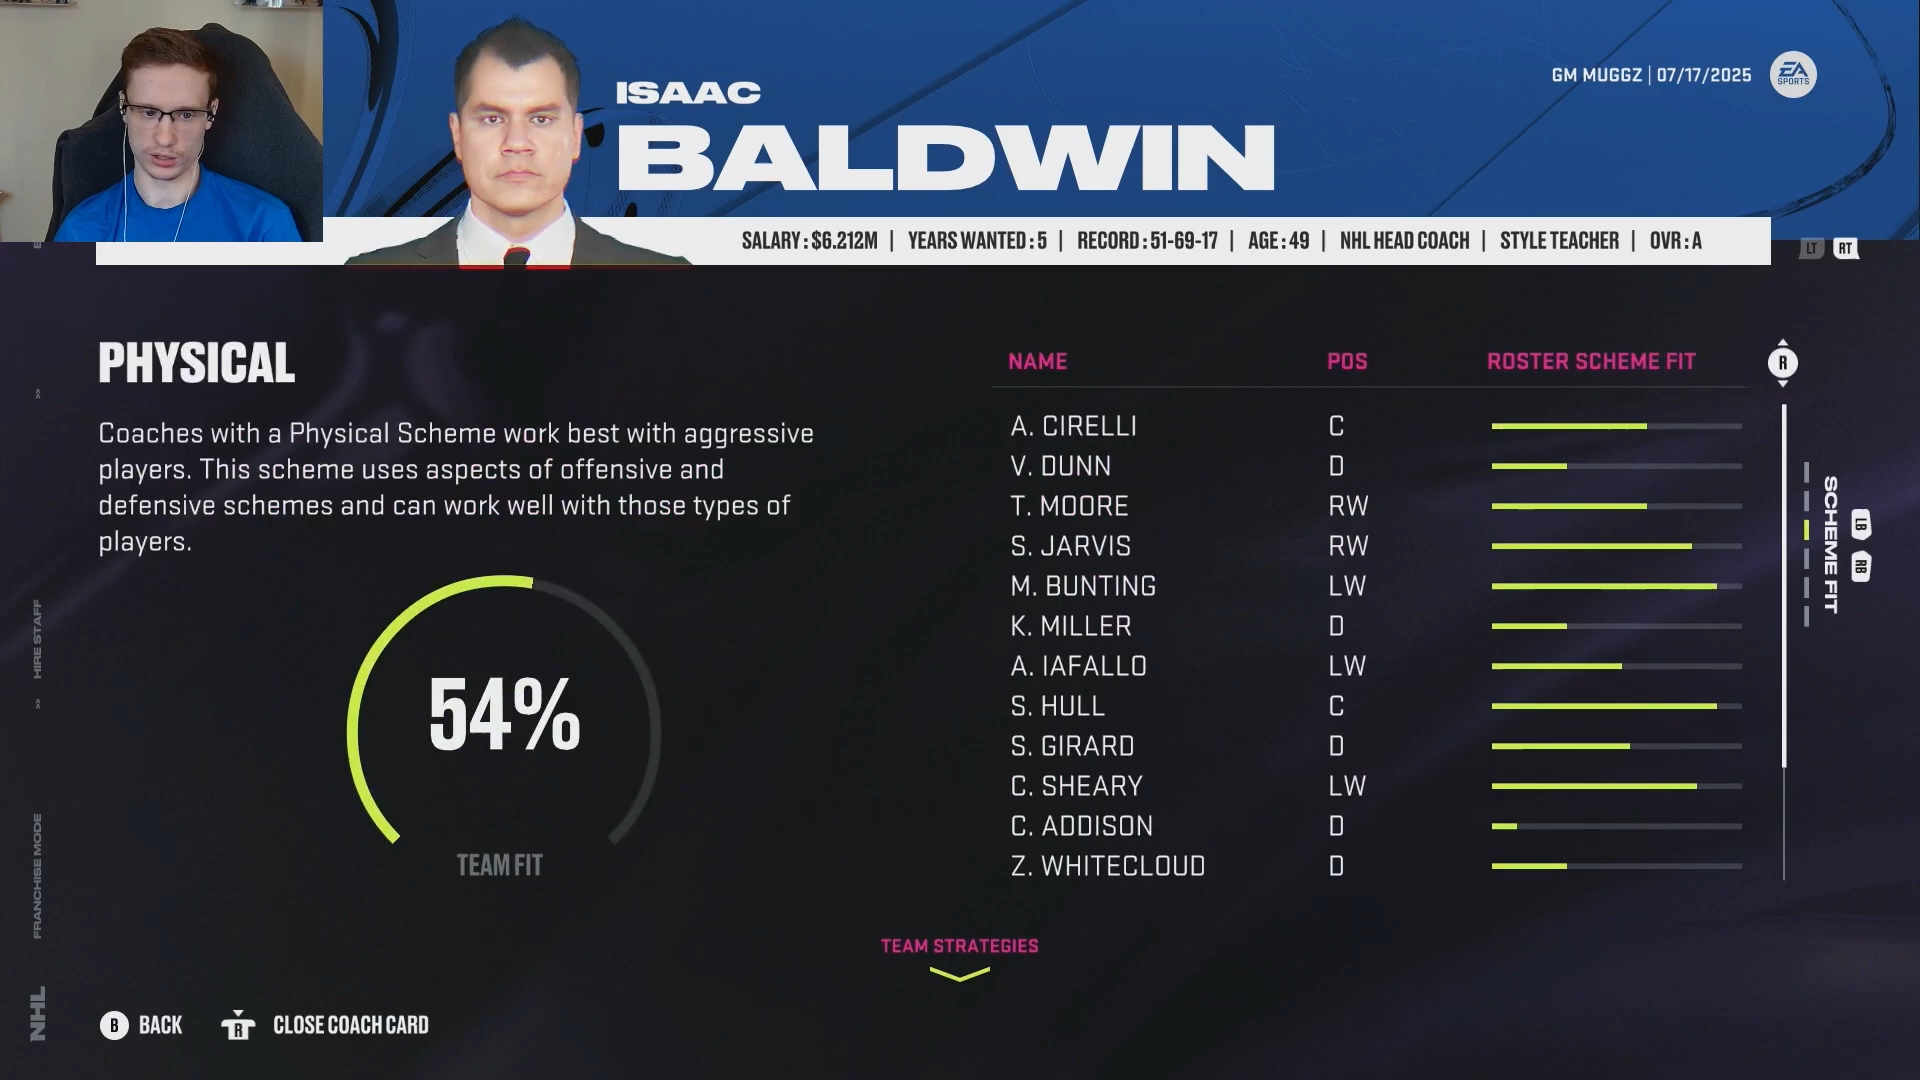 ISAAC
BALDWIN
GM MUGGZ | 07/17/2025
EA
SPORTS
SALARY : $6.212M | YEARS WANTED : 5 | RECORD : 51-69-17 | AGE : 49 | NHL HEAD COACH | STYLE TEACHER | OVR : A
LT RT
PHYSICAL
Coaches with a Physical Scheme work best with aggressive
players. This scheme uses aspects of offensive and
defensive schemes and can work well with those types of
players.
54%
TEAM FIT
NAME POS ROSTER SCHEME FIT
R
A. CIRELLI C
V. DUNN D
T. MOORE RW
S. JARVIS RW
M. BUNTING LW
K. MILLER D
A. IAFALLO LW
S. HULL C
S. GIRARD D
C. SHEARY LW
C. ADDISON D
Z. WHITECLOUD D
SCHEME FIT
LB
RB
TEAM STRATEGIES
B BACK
R CLOSE COACH CARD
NHL
FRANCHISE MODE
>>
HIRE STAFF
>>